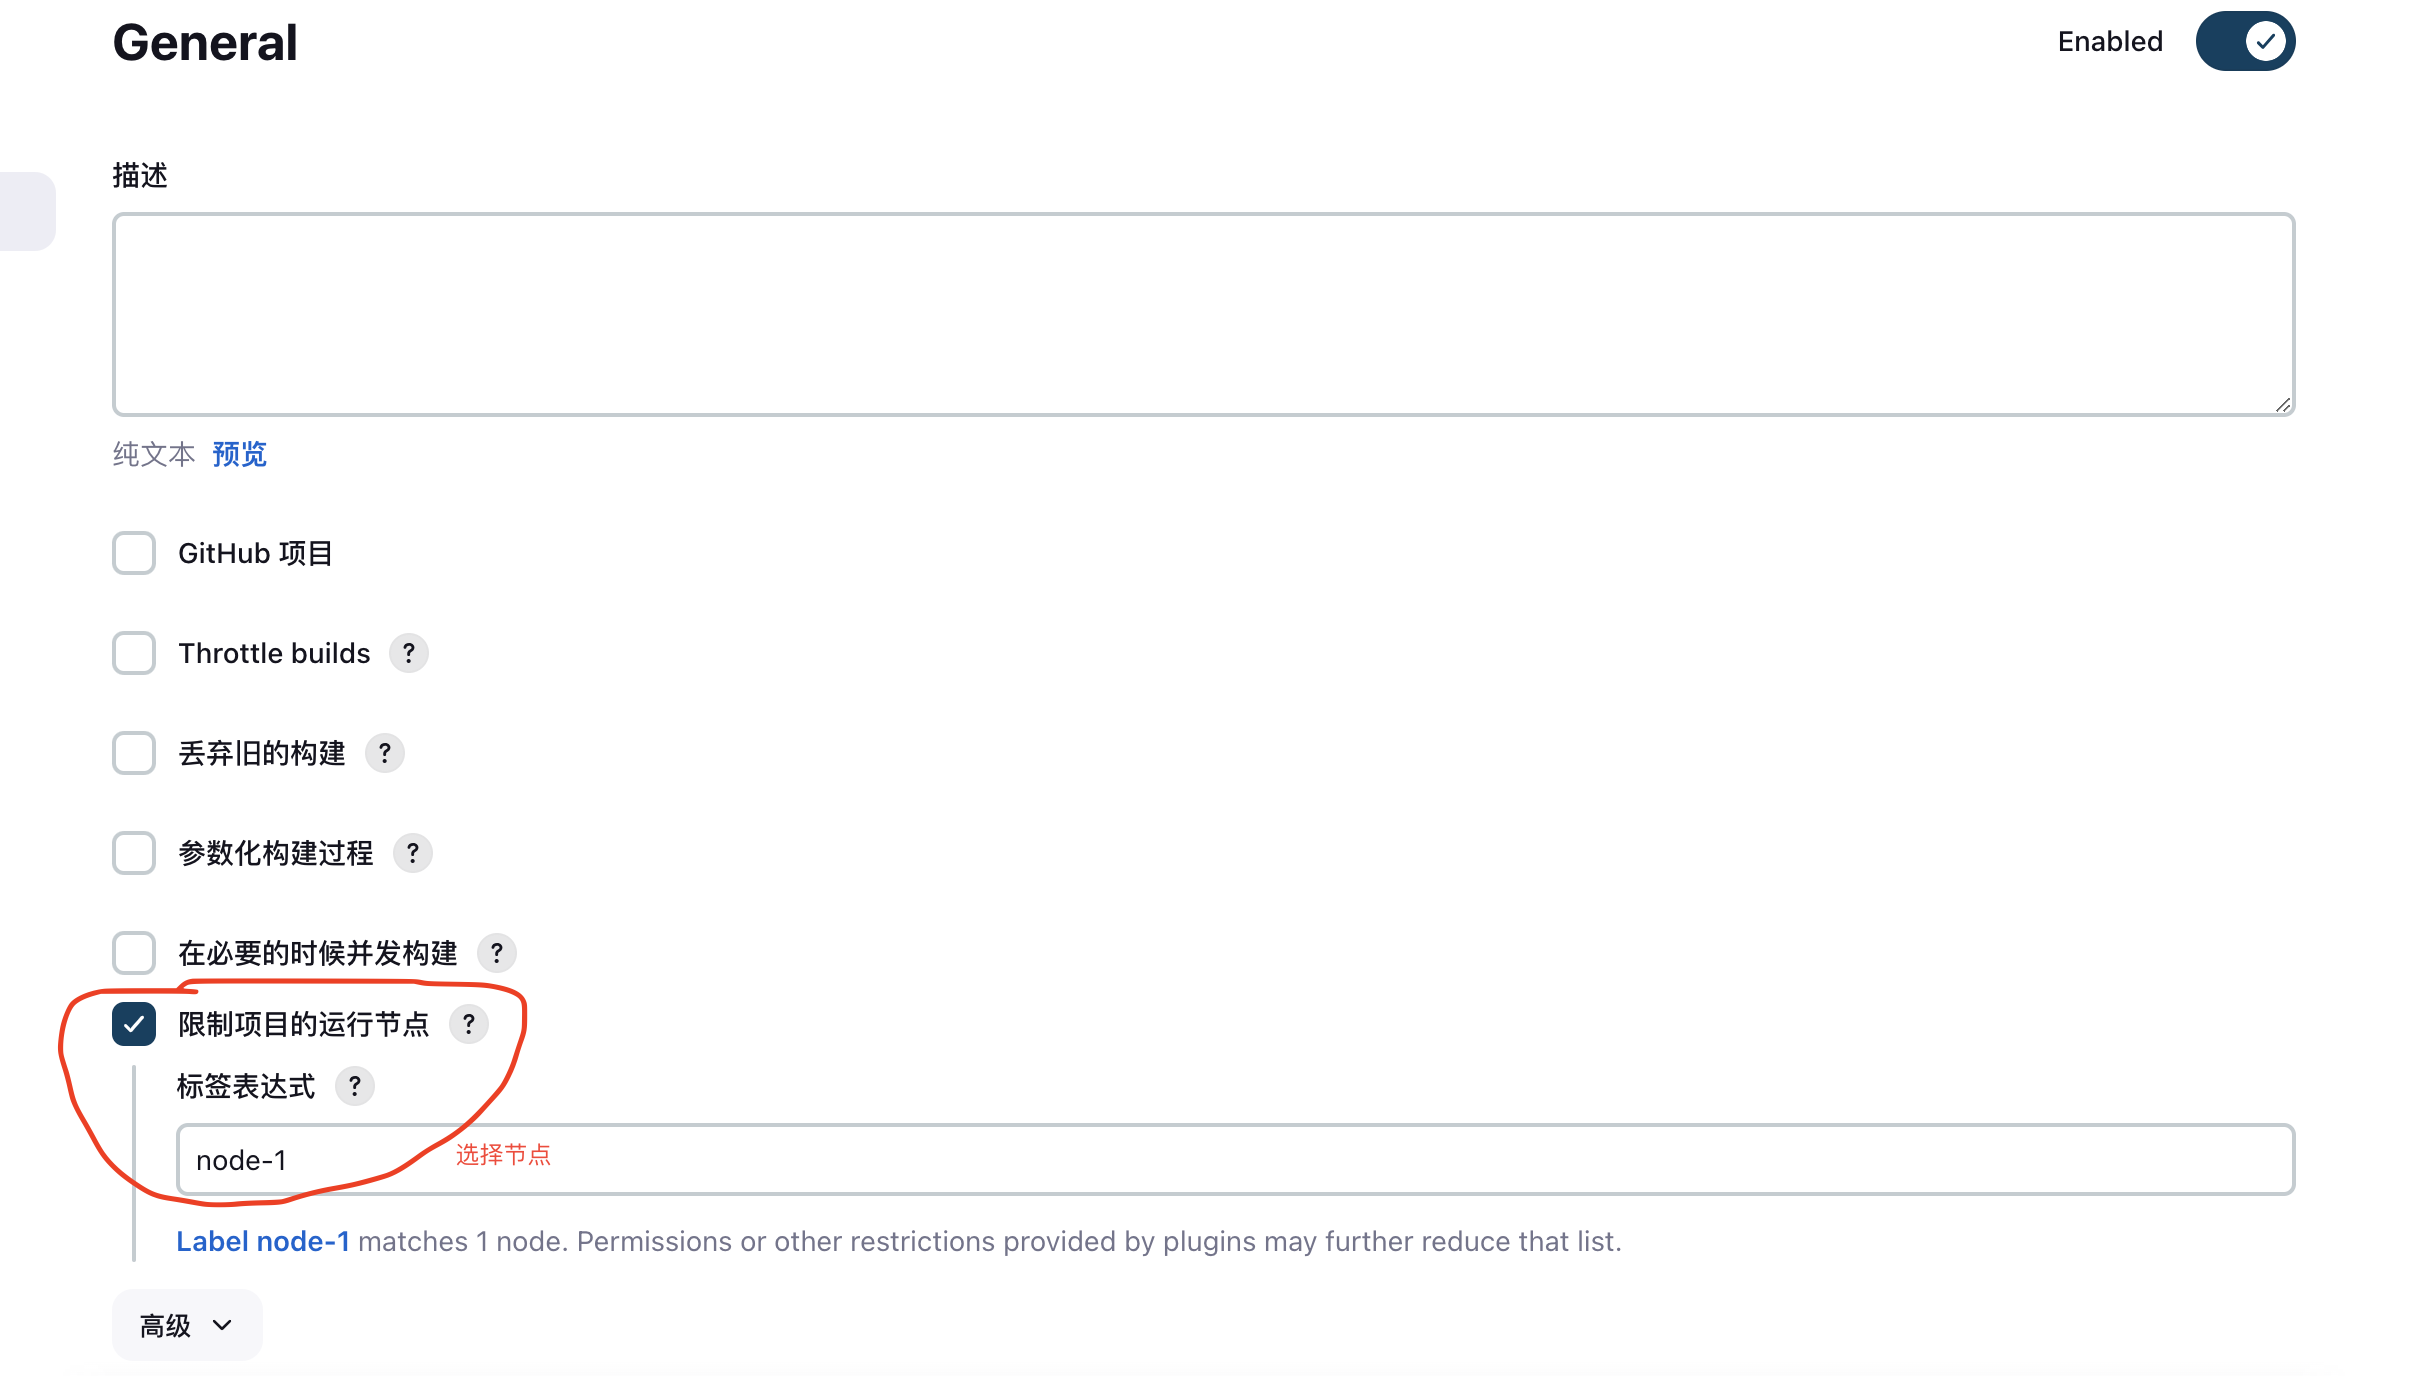 General
Enabled
描述
纯文本 预览
GitHub 项目
Throttle builds ?
丢弃旧的构建 ?
参数化构建过程 ?
在必要的时候并发构建 ?
限制项目的运行节点 ?
标签表达式 ?
node-1 选择节点
Label node-1 matches 1 node. Permissions or other restrictions provided by plugins may further reduce that list.
高级